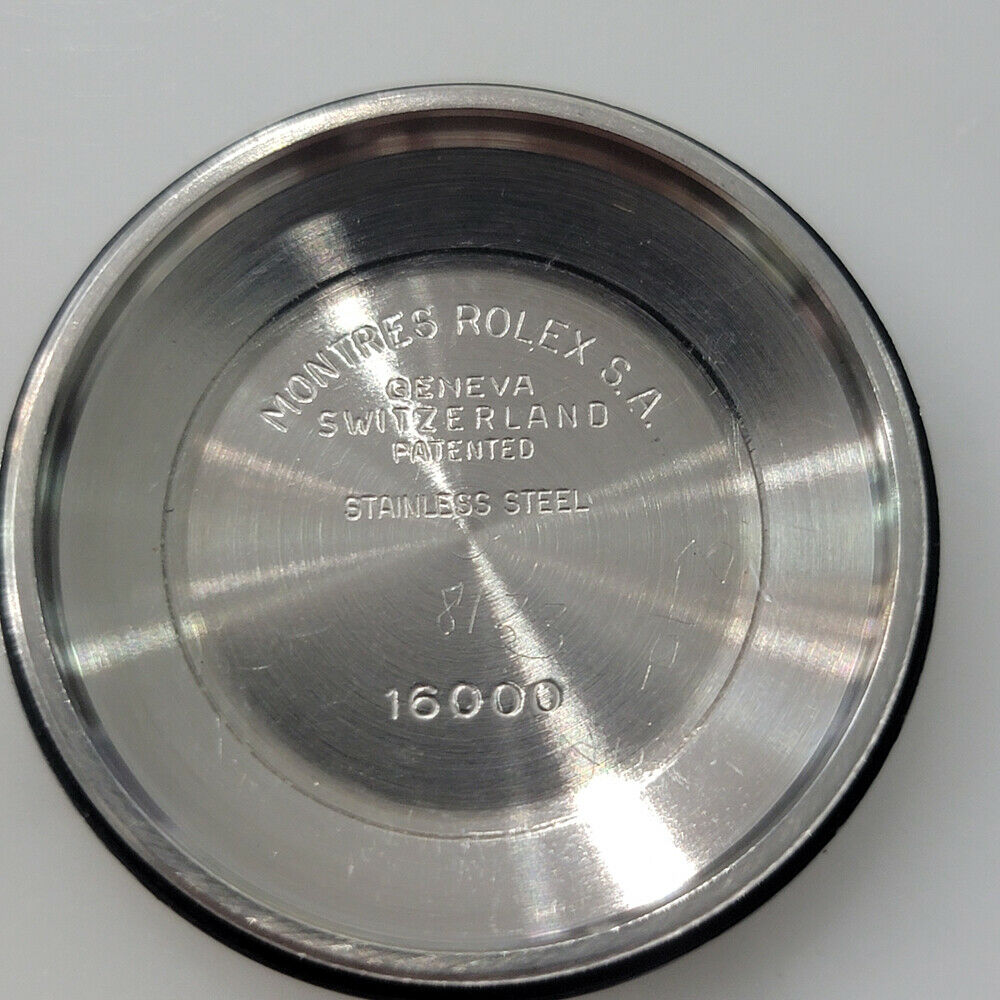 MONTRES ROLEX S.A.
GENEVA
SWITZERLAND
PATENTED
STAINLESS STEEL
16000